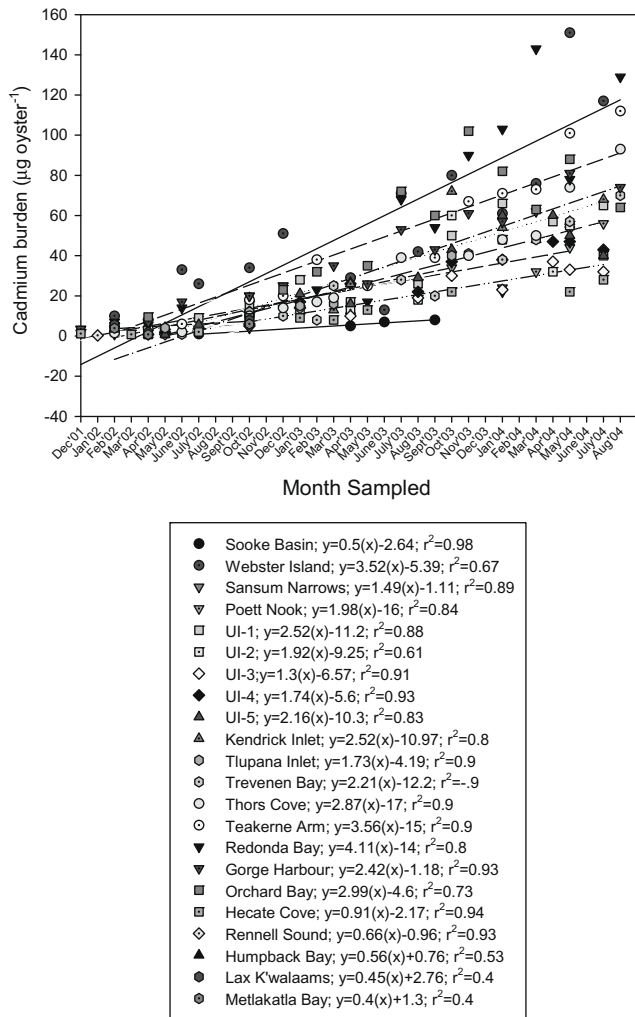 160
140
120
100
80
60
40
20
0
-20
-40
Cadmium burden (µg oyster⁻¹)
Dec'01
Jan'02
Feb'02
Mar'02
Apr'02
May'02
June'02
July'02
Aug'02
Sept'02
Oct'02
Nov'02
Dec'02
Jan'03
Feb'03
Mar'03
Apr'03
May'03
June'03
July'03
Aug'03
Sept'03
Oct'03
Nov'03
Dec'03
Jan'04
Feb'04
Mar'04
Apr'04
May'04
June'04
July'04
Aug'04
Month Sampled
Sooke Basin; y=0.5(x)-2.64; r²=0.98
Webster Island; y=3.52(x)-5.39; r²=0.67
Sansum Narrows; y=1.49(x)-1.11; r²=0.89
Poett Nook; y=1.98(x)-16; r²=0.84
UI-1; y=2.52(x)-11.2; r²=0.88
UI-2; y=1.92(x)-9.25; r²=0.61
UI-3;y=1.3(x)-6.57; r²=0.91
UI-4; y=1.74(x)-5.6; r²=0.93
UI-5; y=2.16(x)-10.3; r²=0.83
Kendrick Inlet; y=2.52(x)-10.97; r²=0.8
Tlupana Inlet; y=1.73(x)-4.19; r²=0.9
Trevenen Bay; y=2.21(x)-12.2; r²=-.9
Thors Cove; y=2.87(x)-17; r²=0.9
Teakerne Arm; y=3.56(x)-15; r²=0.9
Redonda Bay; y=4.11(x)-14; r²=0.8
Gorge Harbour; y=2.42(x)-1.18; r²=0.93
Orchard Bay; y=2.99(x)-4.6; r²=0.73
Hecate Cove; y=0.91(x)-2.17; r²=0.94
Rennell Sound; y=0.66(x)-0.96; r²=0.93
Humpback Bay; y=0.56(x)+0.76; r²=0.53
Lax K'walaams; y=0.45(x)+2.76; r²=0.4
Metlakatla Bay; y=0.4(x)+1.3; r²=0.4